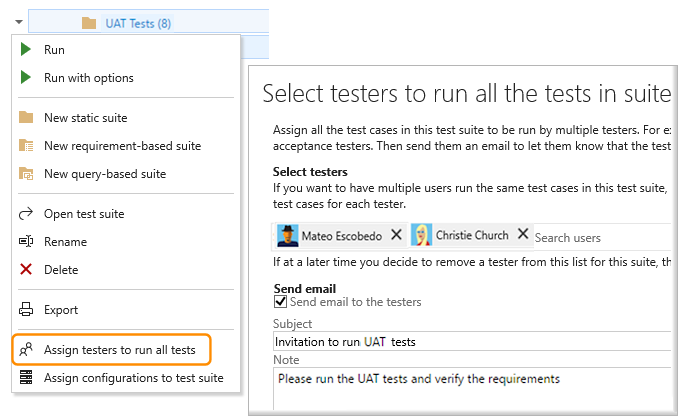 UAT Tests (8)
Run
Run with options
New static suite
New requirement-based suite
New query-based suite
Open test suite
Rename
Delete
Export
Assign testers to run all tests
Assign configurations to test suite
Select testers to run all the tests in suite
Assign all the test cases in this test suite to be run by multiple testers. For ex
acceptance testers. Then send them an email to let them know that the test
Select testers
If you want to have multiple users run the same test cases in this test suite,
test cases for each tester.
Mateo Escobedo Christie Church Search users
If at a later time you decide to remove a tester from this list for this suite, th
Send email
Send email to the testers
Subject
Invitation to run UAT tests
Note
Please run the UAT tests and verify the requirements